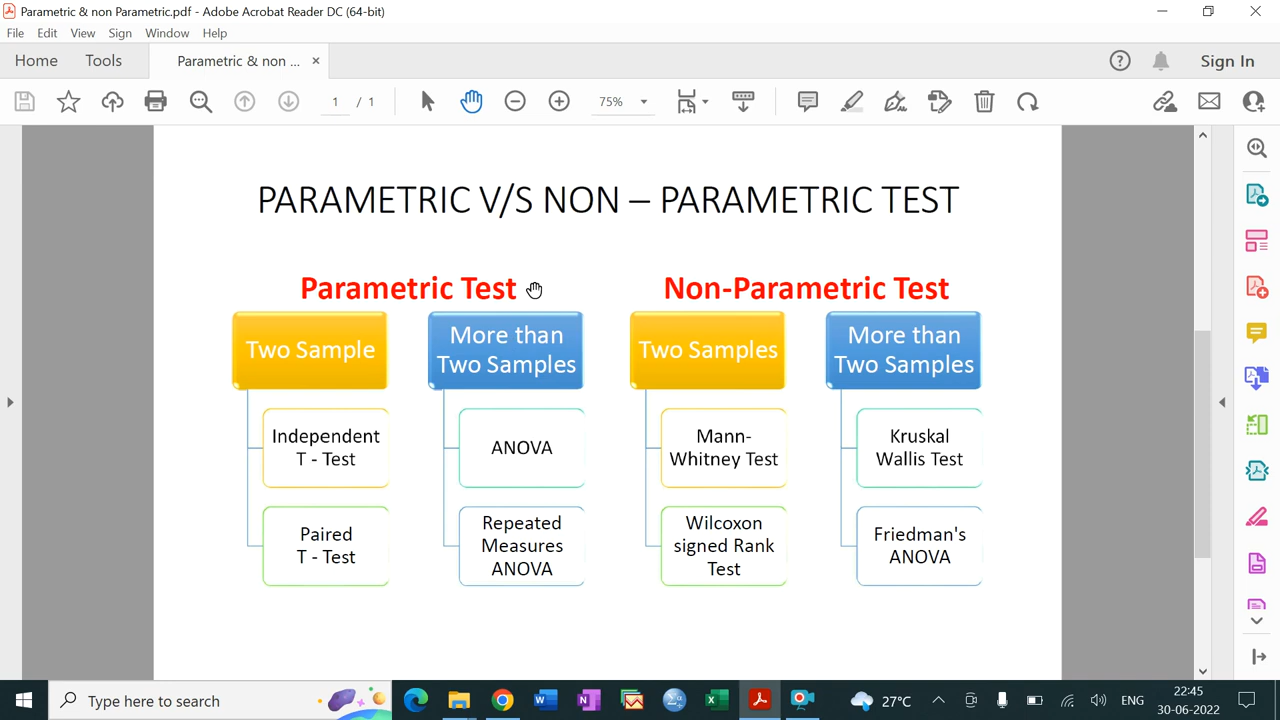 Parametric & non Parametric.pdf - Adobe Acrobat Reader DC (64-bit)
File Edit View Sign Window Help
Home Tools Parametric & non ... × Sign In
1 / 1 75%
PARAMETRIC V/S NON – PARAMETRIC TEST
Parametric Test Non-Parametric Test
Two Sample
More than
Two Samples
Two Samples
More than
Two Samples
Independent
T - Test
ANOVA
Mann-
Whitney Test
Kruskal
Wallis Test
Paired
T - Test
Repeated
Measures
ANOVA
Wilcoxon
signed Rank
Test
Friedman's
ANOVA
Type here to search
27°C
ENG
22:45
30-06-2022